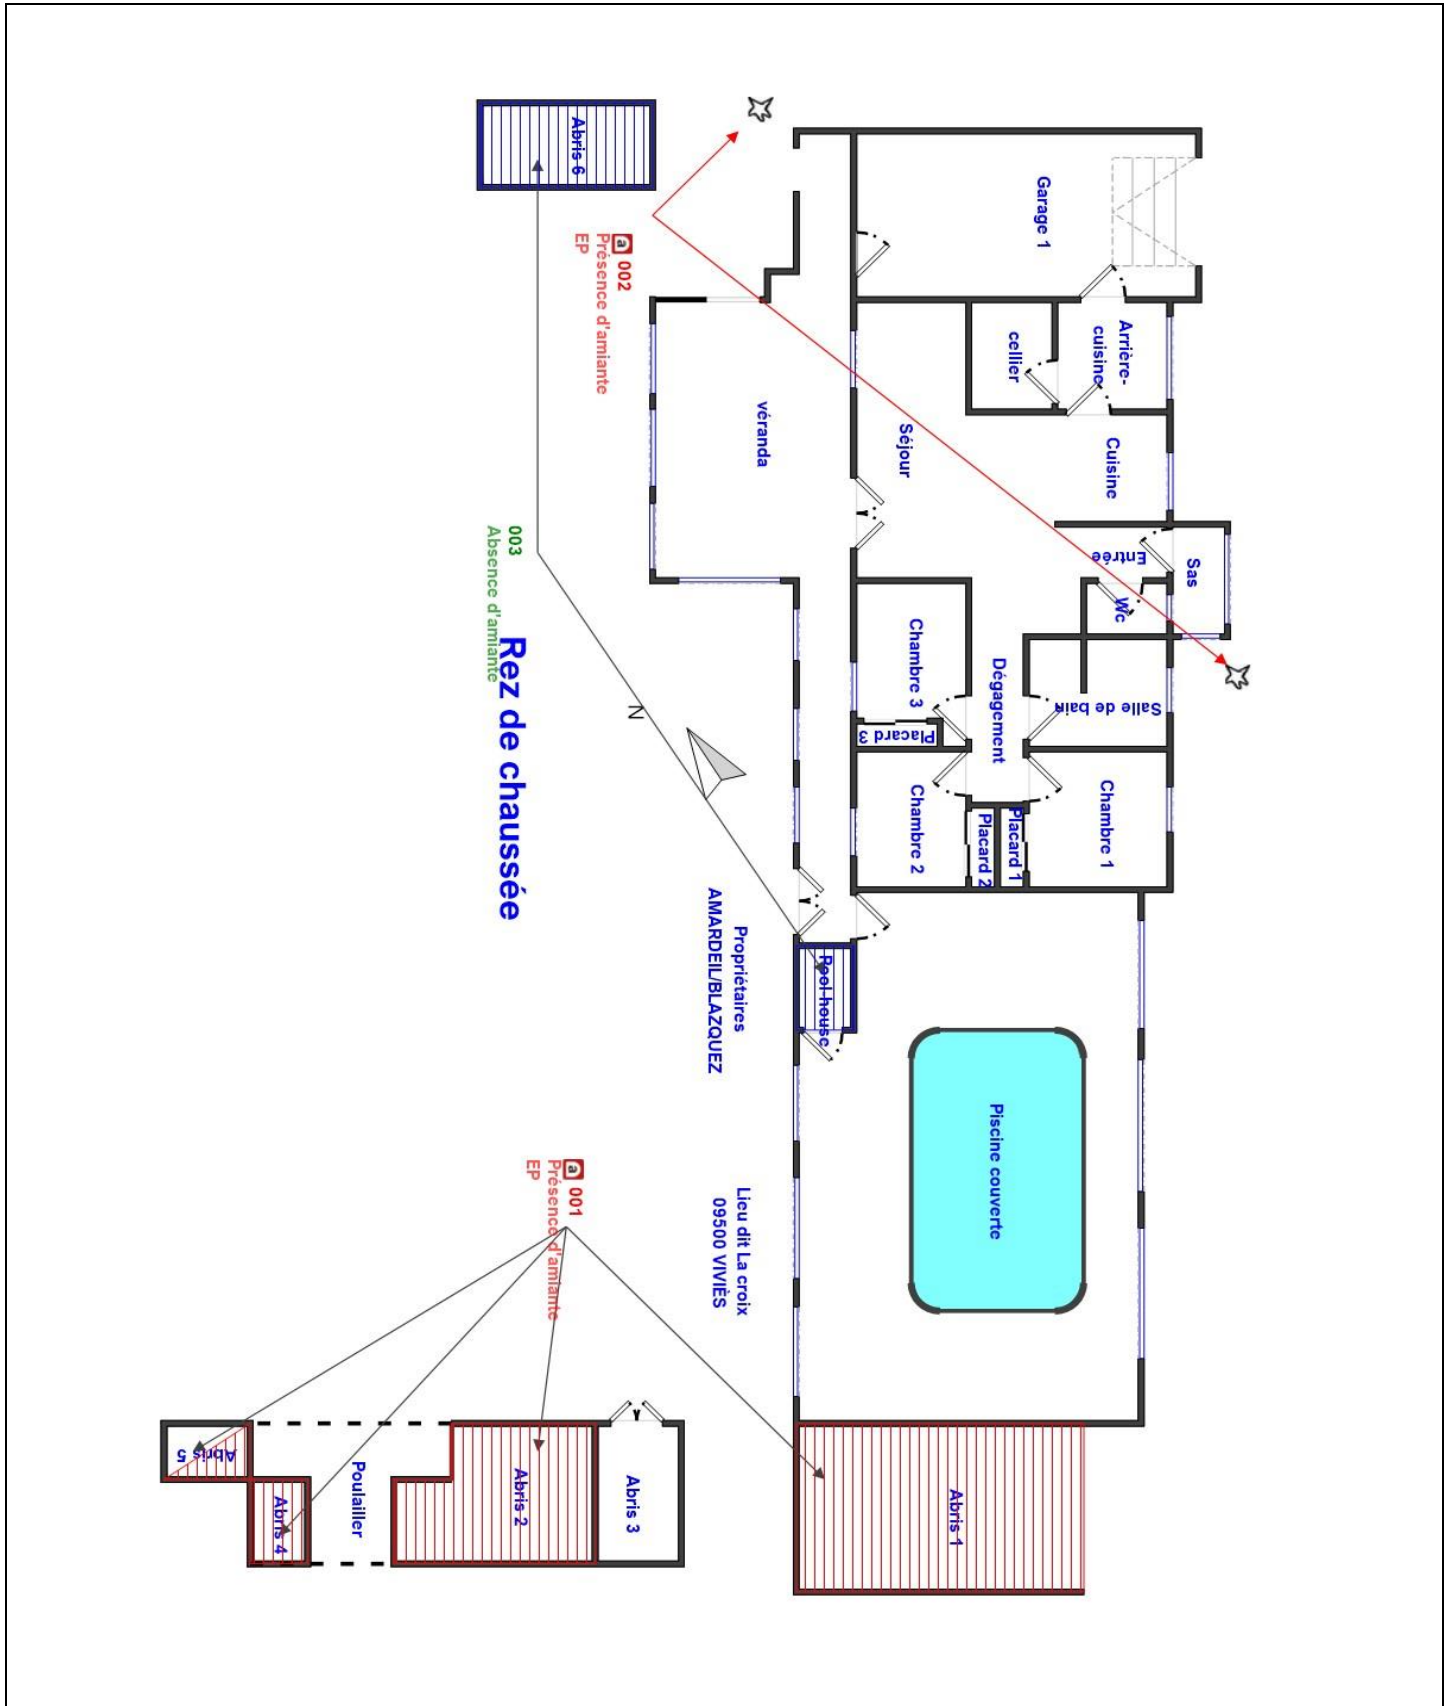 Abris 6
Garage 1
a 002
Présence d'amiante
EP
Arrière-
cuisine
cellier
véranda
Séjour
Cuisine
Entrée
Sas
Wc
003
Absence d'amiante
Rez de chaussée
Chambre 3
Dégagement
Salle de bain
Placard 3
N
Chambre 2
Placard 2
Placard 1
Chambre 1
Propriétaires
AMARDEIL/BLAZQUEZ
Pool-house
Piscine couverte
a 001
Présence d'amiante
EP
Lieu dit La croix
09500 VIVIÈS
Abris 5
Abris 4
Poulailler
Abris 2
Abris 3
Abris 1